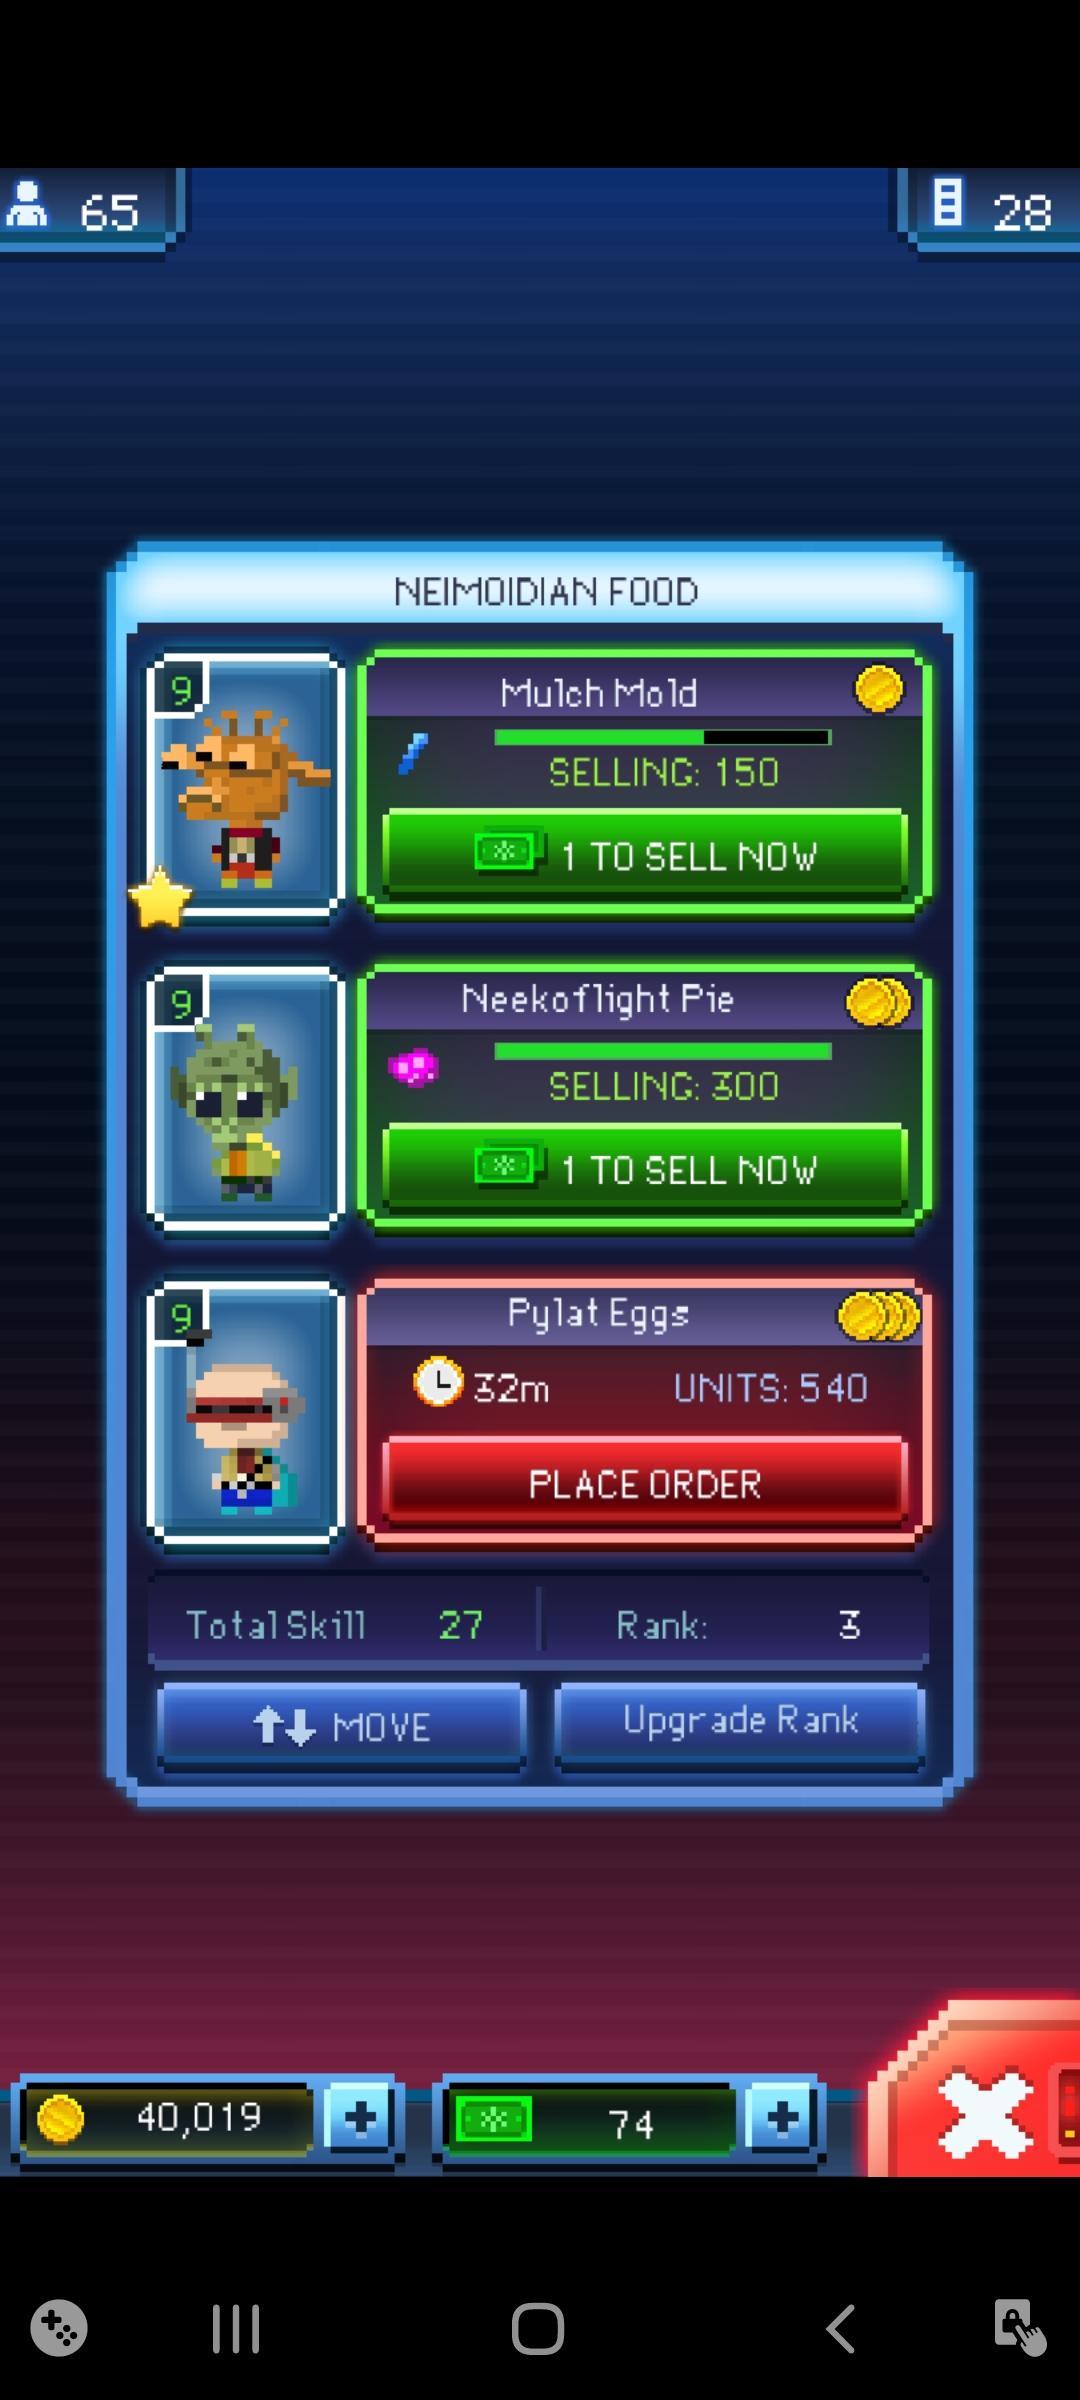 65
28
NEIMOIDIAN FOOD
9
Mulch Mold
SELLING: 150
1 TO SELL NOW
9
Neekoflight Pie
SELLING: 300
1 TO SELL NOW
9
Pylat Eggs
32m UNITS: 540
PLACE ORDER
Total Skill 27 Rank: 3
MOVE Upgrade Rank
40,019 74